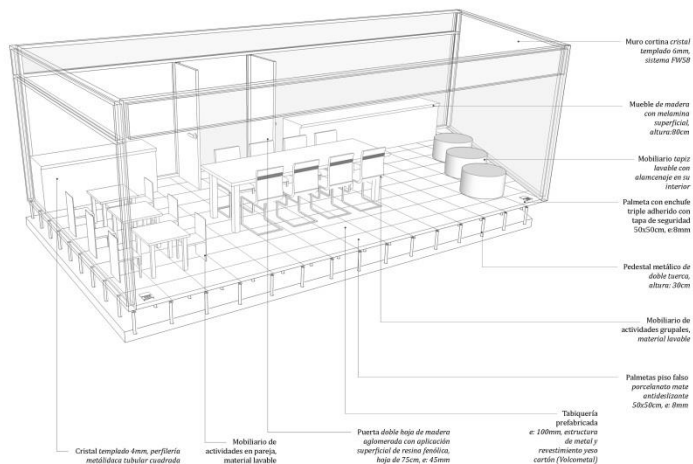 Muro cortina cristal
templado 6mm,
sistema FW58
Mueble de madera
con melamina
superficial,
altura:80cm
Mobiliario tapiz
lavable con
alamcenaje en su
interior
Palmeta con enchufe
triple adherido con
tapa de seguridad
50x50cm, e:8mm
Pedestal metálico de
doble tuerca,
altura: 30cm
Mobiliario de
actividades grupales,
material lavable
Palmetas piso falso
porcelanato mate
antideslizante
50x50cm, e: 8mm
Tabiquería
prefabricada
e: 100mm, estructura
de metal y
revestimiento yeso
cartón (Volcometal)
Puerta doble hoja de madera
aglomerada con aplicación
superficial de resina fenólica,
hoja de 75cm, e: 45mm
Mobiliario de
actividades en pareja,
material lavable
Cristal templado 4mm, perfilería
metálidaca tubular cuadrada